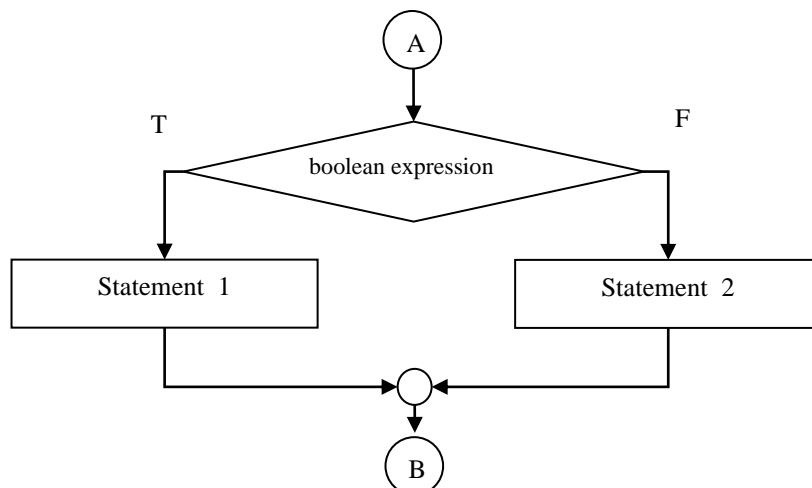 A
T
F
boolean expression
Statement 1
Statement 2
B